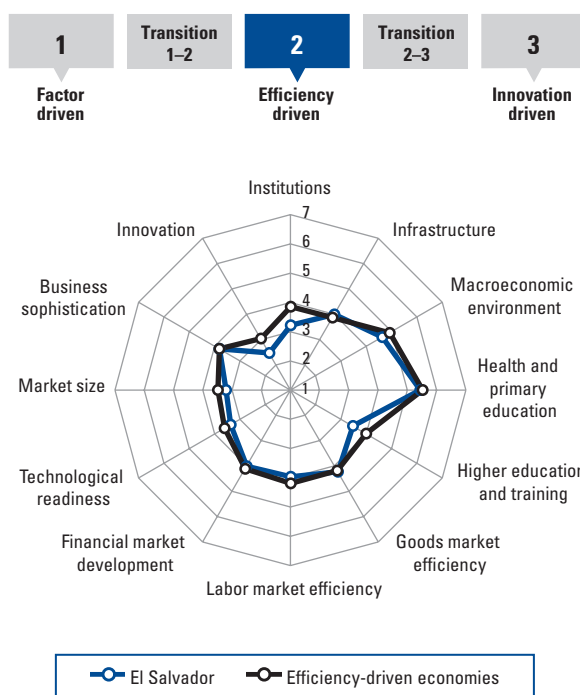 1
Transition
1–2
2
Transition
2–3
3
Factor
driven
Efficiency
driven
Innovation
driven
Institutions
Infrastructure
Macroeconomic
environment
Health and
primary
education
Higher education
and training
Goods market
efficiency
Labor market efficiency
Financial market
development
Technological
readiness
Market size
Business
sophistication
Innovation
7
6
5
4
3
2
1
El Salvador
Efficiency-driven economies